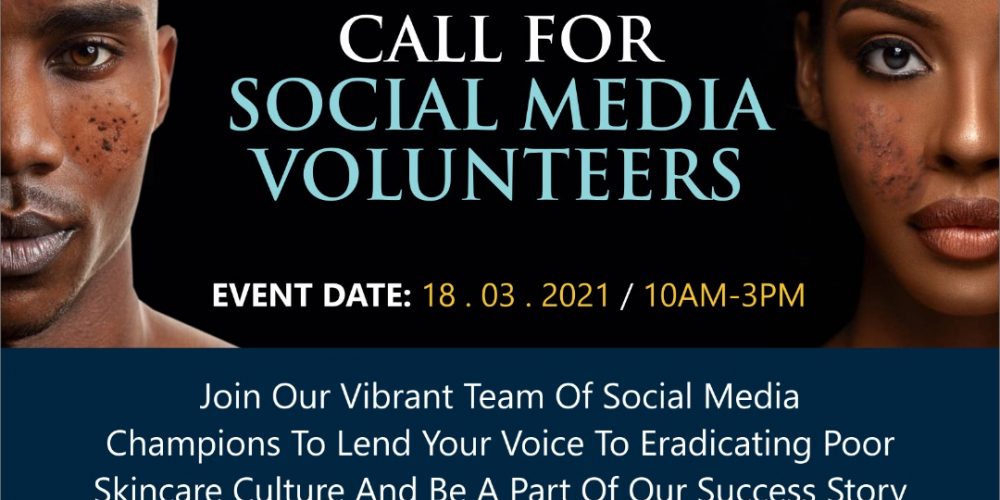 CALL FOR
SOCIAL MEDIA
VOLUNTEERS
EVENT DATE: 18 . 03 . 2021 / 10AM-3PM
Join Our Vibrant Team Of Social Media
Champions To Lend Your Voice To Eradicating Poor
Skincare Culture And Be A Part Of Our Success Story